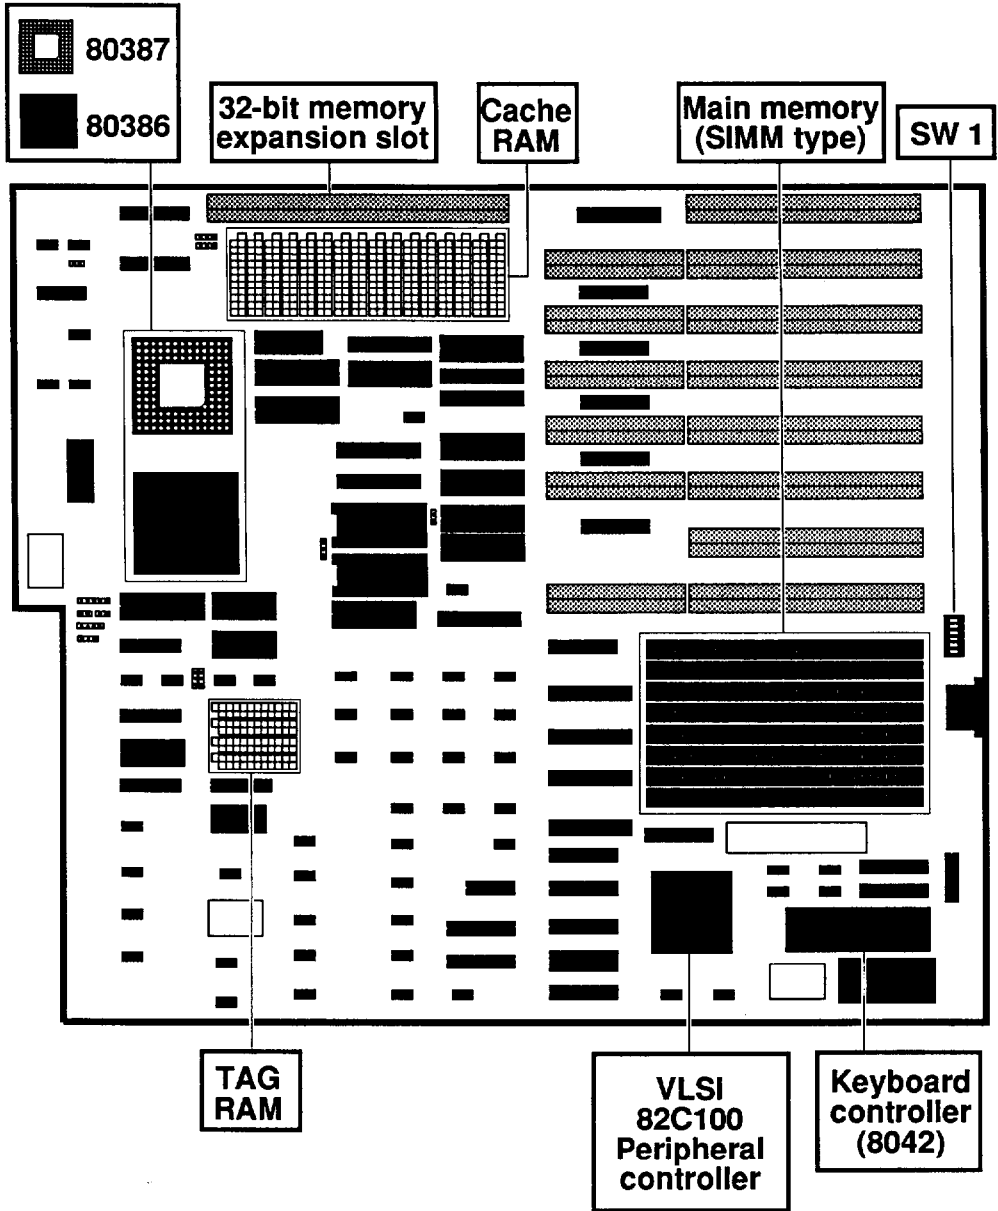 80387
80386
32-bit memory
expansion slot
Cache
RAM
Main memory
(SIMM type)
SW 1
TAG
RAM
VLSI
82C100
Peripheral
controller
Keyboard
controller
(8042)